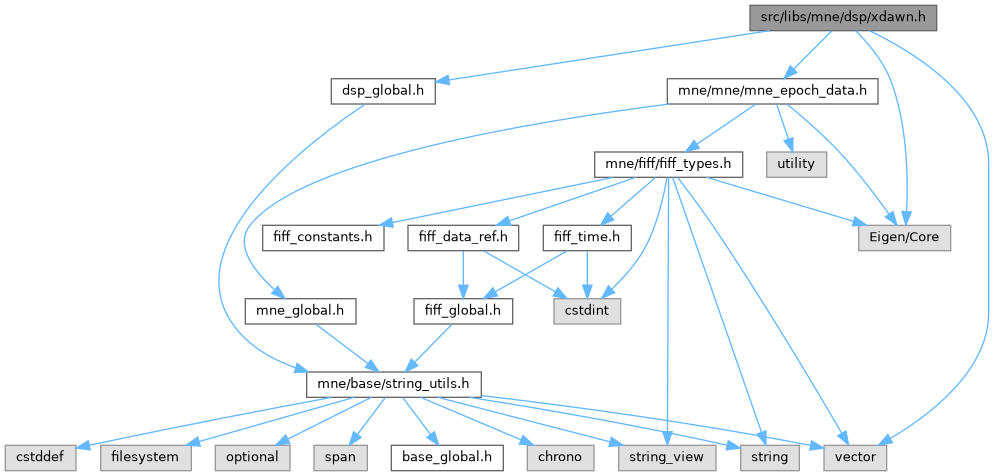 src/libs/mne/dsp/xdawn.h
dsp_global.h
mne/mne/mne_epoch_data.h
mne/fiff/fiff_types.h
utility
fiff_constants.h
fiff_data_ref.h
fiff_time.h
Eigen/Core
mne_global.h
fiff_global.h
cstdint
mne/base/string_utils.h
cstddef
filesystem
optional
span
base_global.h
chrono
string_view
string
vector